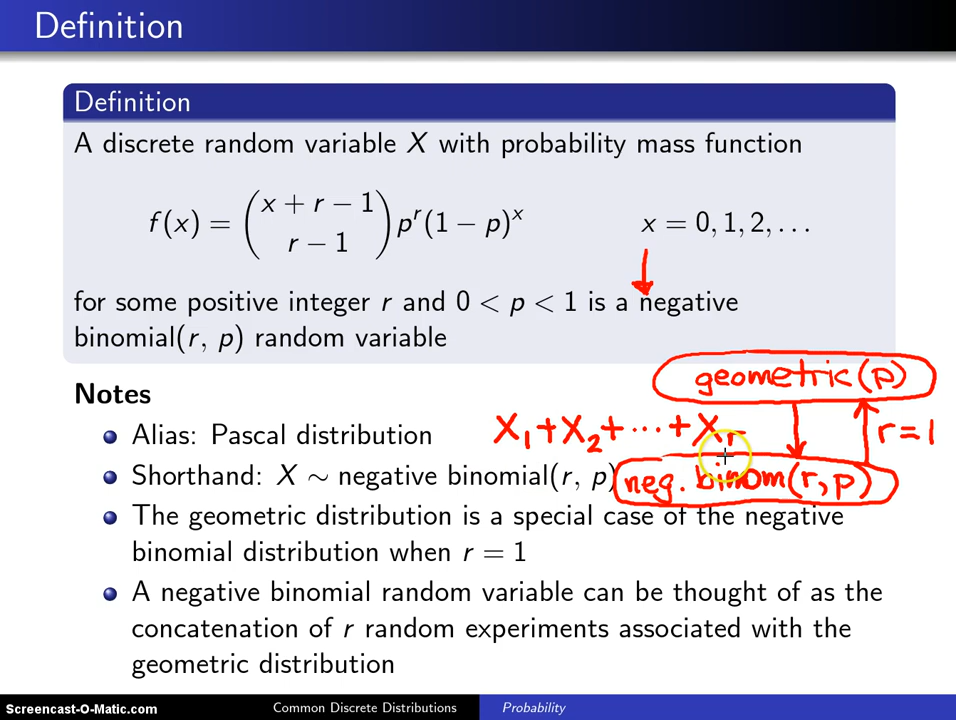 Definition
Definition
A discrete random variable X with probability mass function
f(x) = (x + r − 1 
r − 1) p^r (1 − p)^x x = 0, 1, 2, . . .
for some positive integer r and 0 < p < 1 is a negative
binomial(r, p) random variable
geometric(p)
Notes
Alias: Pascal distribution
X₁+X₂+···+Xᵣ
r=1
Shorthand: X ∼ negative binomial(r, p)
neg. binom(r,p)
The geometric distribution is a special case of the negative
binomial distribution when r = 1
A negative binomial random variable can be thought of as the
concatenation of r random experiments associated with the
geometric distribution
Screencast-O-Matic.com Common Discrete Distributions Probability